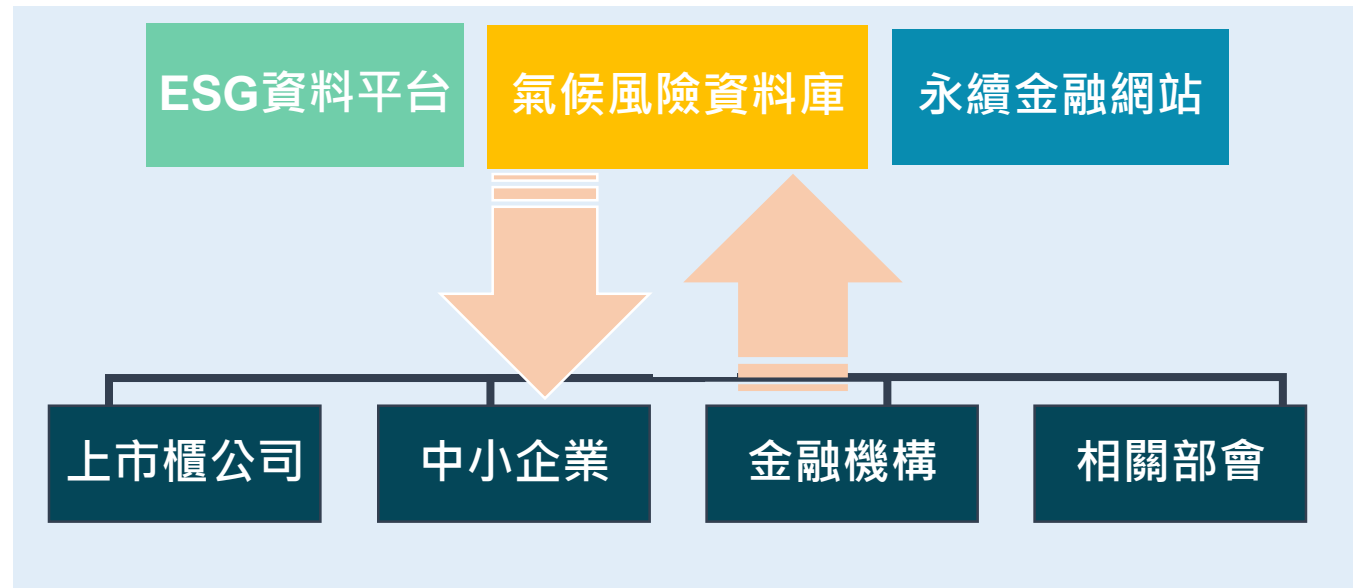 ESG資料平台
氣候風險資料庫
永續金融網站
上市櫃公司
中小企業
金融機構
相關部會